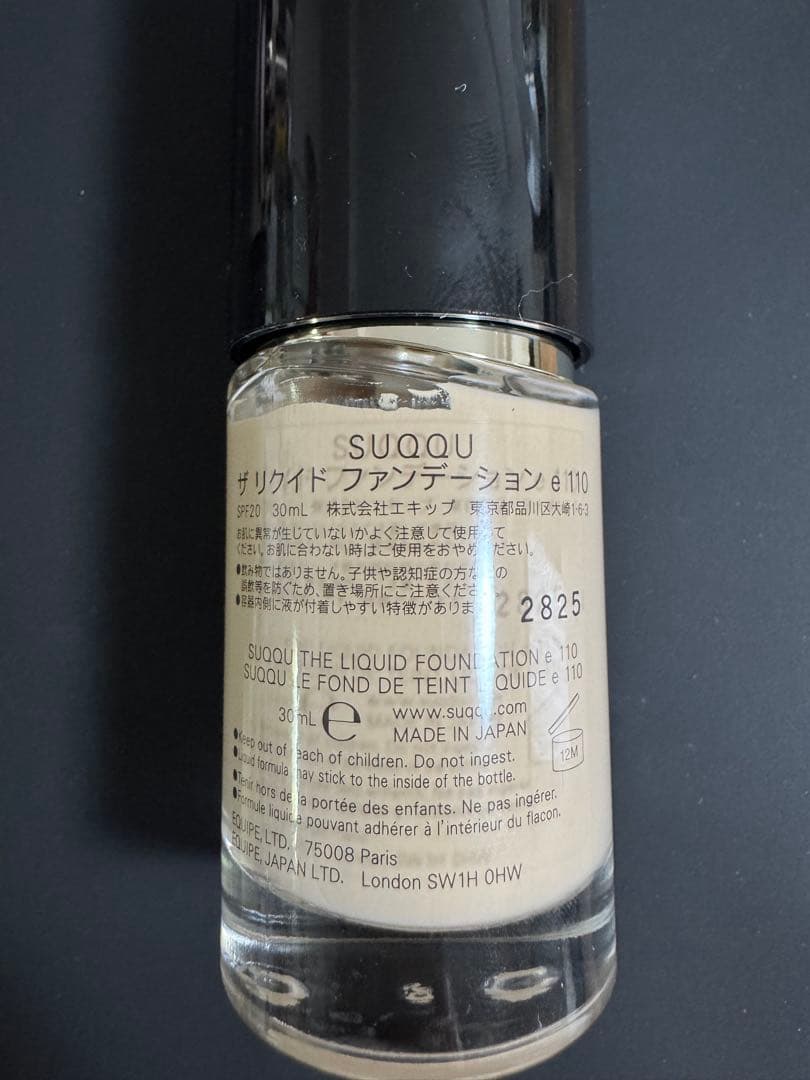 SUQQU
ザ リクイド ファンデーション e 110
SPF20 30mL 株式会社エキップ 東京都品川区大崎1-6-3
お肌に異常が生じていないかよく注意して使用して
ください。お肌に合わない時はご使用をおやめください。
●飲み物ではありません。子供や認知症の方などの
誤飲等を防ぐため、置き場所にご注意ください。
●容器内側に液が付着しやすい特徴があります
2825
SUQQU THE LIQUID FOUNDATION e 110
SUQQU LE FOND DE TEINT LIQUIDE e 110
30mL e www.suqqu.com
MADE IN JAPAN
12M
●Keep out of reach of children. Do not ingest.
●Liquid formula may stick to the inside of the bottle.
●Tenir hors de la portée des enfants. Ne pas ingérer.
●Formule liquide pouvant adhérer à l'intérieur du flacon.
EQUIPE, LTD. 75008 Paris
EQUIPE, JAPAN LTD. London SW1H 0HW